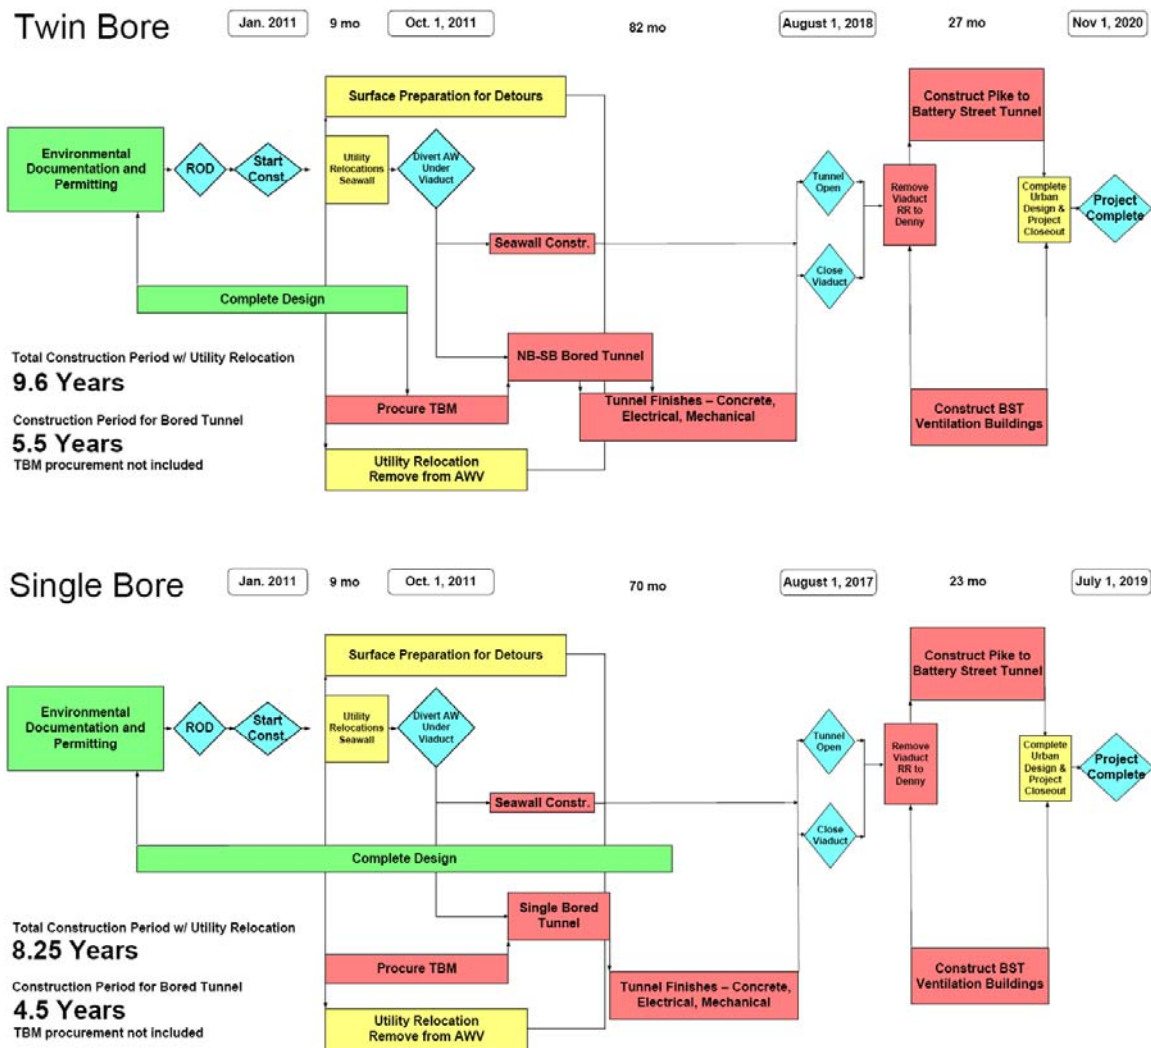 Twin Bore
Jan. 2011
9 mo
Oct. 1, 2011
82 mo
August 1, 2018
27 mo
Nov 1, 2020
Surface Preparation for Detours
Construct Pike to
Battery Street Tunnel
Environmental
Documentation and
Permitting
ROD
Start
Const.
Utility
Relocations
Seawall
Divert AW
Under
Viaduct
Tunnel
Open
Remove
Viaduct
RR to
Denny
Complete
Urban
Design &
Project
Closeout
Project
Complete
Seawall Constr.
Close
Viaduct
Complete Design
Total Construction Period w/ Utility Relocation
9.6 Years
NB-SB Bored Tunnel
Procure TBM
Tunnel Finishes – Concrete,
Electrical, Mechanical
Construct BST
Ventilation Buildings
Construction Period for Bored Tunnel
5.5 Years
TBM procurement not included
Utility Relocation
Remove from AWV
Single Bore
Jan. 2011
9 mo
Oct. 1, 2011
70 mo
August 1, 2017
23 mo
July 1, 2019
Surface Preparation for Detours
Construct Pike to
Battery Street Tunnel
Environmental
Documentation and
Permitting
ROD
Start
Const.
Utility
Relocations
Seawall
Divert AW
Under
Viaduct
Tunnel
Open
Remove
Viaduct
RR to
Denny
Complete
Urban
Design &
Project
Closeout
Project
Complete
Seawall Constr.
Close
Viaduct
Complete Design
Single Bored
Tunnel
Total Construction Period w/ Utility Relocation
8.25 Years
Procure TBM
Tunnel Finishes – Concrete,
Electrical, Mechanical
Construct BST
Ventilation Buildings
Construction Period for Bored Tunnel
4.5 Years
TBM procurement not included
Utility Relocation
Remove from AWV